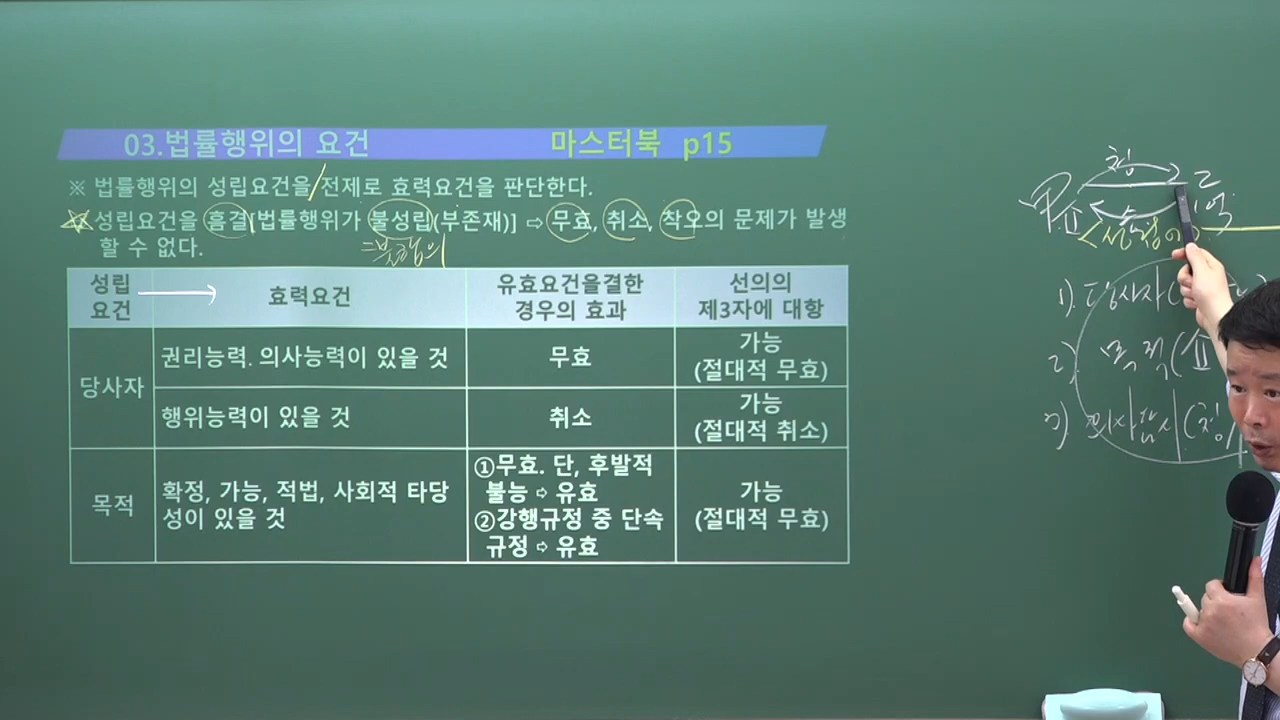 03.법률행위의 요건 마스터북 p15
※ 법률행위의 성립요건을 전제로 효력요건을 판단한다.
성립요건을 흠결[법률행위가 불성립(부존재)] ⇨ 무효, 취소, 착오의 문제가 발생
할 수 없다.
=불합의
성립
요건
효력요건
유효요건을결한
경우의 효과
선의의
제3자에 대항
당사자
권리능력. 의사능력이 있을 것
무효
가능
(절대적 무효)
행위능력이 있을 것
취소
가능
(절대적 취소)
목적
확정, 가능, 적법, 사회적 타당
성이 있을 것
①무효. 단, 후발적
불능 ⇨ 유효
②강행규정 중 단속
규정 ⇨ 유효
가능
(절대적 무효)
청
甲 乙
1억
1). 당사자(
2). 목적(
3) 의사합시(청